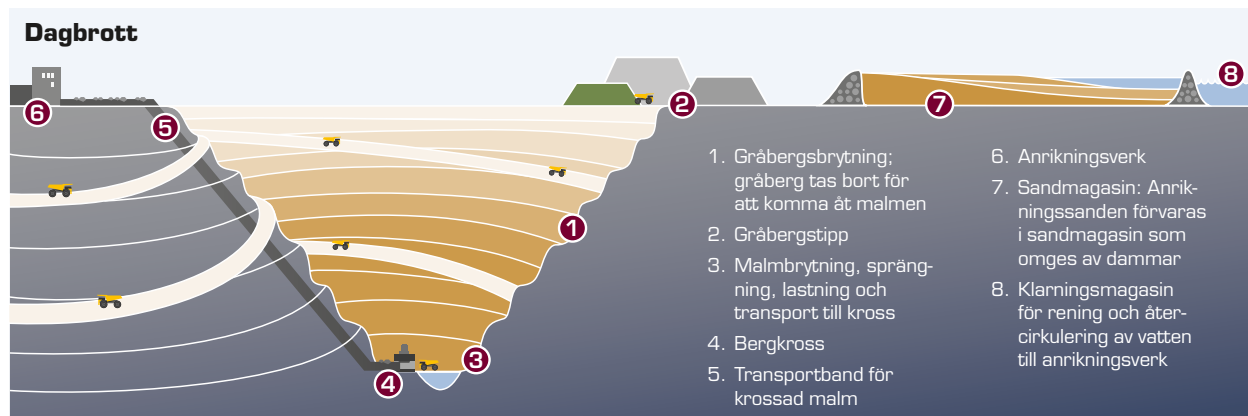 Dagbrott
6
5
4
3
1
2
7
8
1. Gråbergsbrytning;
gråberg tas bort för
att komma åt malmen
2. Gråbergstipp
3. Malmbrytning, spräng-
ning, lastning och
transport till kross
4. Bergkross
5. Transportband för
krossad malm
6. Anrikningsverk
7. Sandmagasin: Anrik-
ningssanden förvaras
i sandmagasin som
omges av dammar
8. Klarningsmagasin
för rening och åter-
cirkulering av vatten
till anrikningsverk